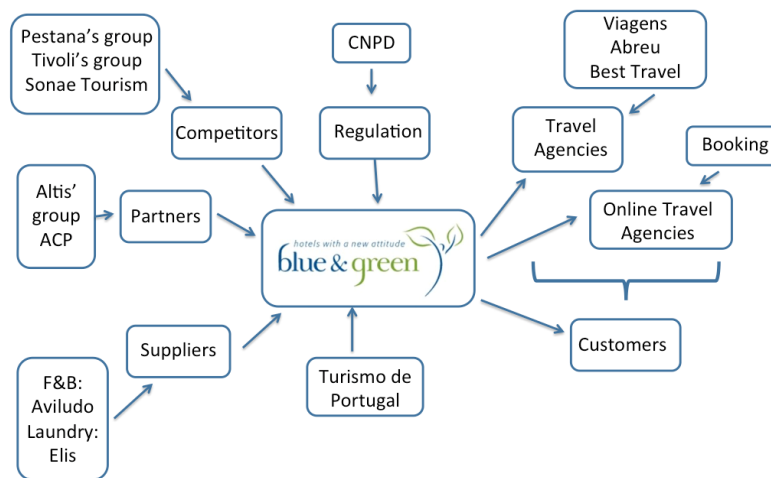 Pestana's group
Tivoli's group
Sonae Tourism
CNPD
Viagens
Abreu
Best Travel
Competitors
Regulation
Travel
Agencies
Booking
Altis'
group
ACP
Partners
hotels with a new attitude
blue & green
Online Travel
Agencies
Suppliers
Turismo de
Portugal
Customers
F&B:
Aviludo
Laundry:
Elis